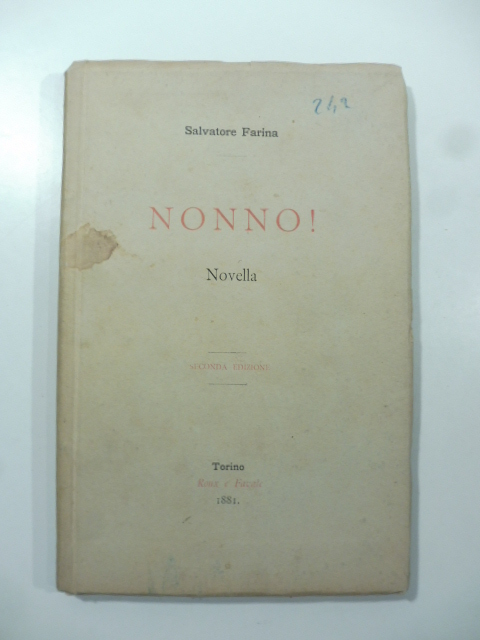 242
Salvatore Farina
NONNO!
Novella
SECONDA EDIZIONE
Torino
Roux e Favale
1881.